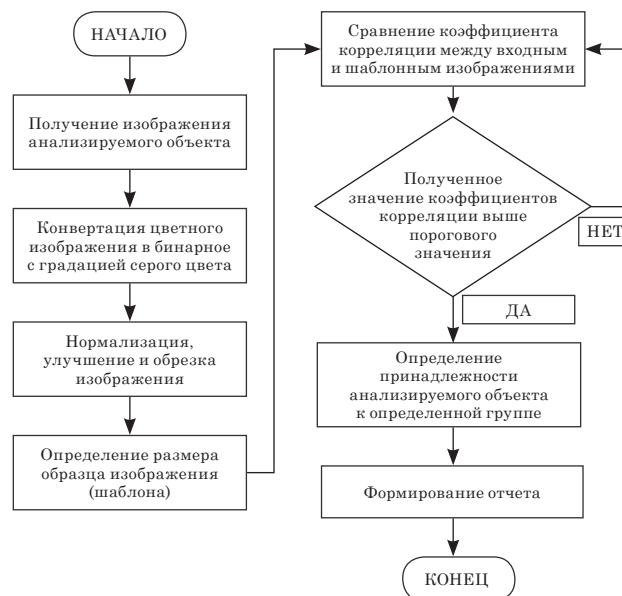 НАЧАЛО
Получение изображения
анализируемого объекта
Конвертация цветного
изображения в бинарное
с градацией серого цвета
Нормализация,
улучшение и обрезка
изображения
Определение размера
образца изображения
(шаблона)
Сравнение коэффициента
корреляции между входным
и шаблонным изображениями
Полученное
значение коэффициентов
корреляции выше
порогового
значения
НЕТ
ДА
Определение
принадлежности
анализируемого объекта
к определенной группе
Формирование отчета
КОНЕЦ